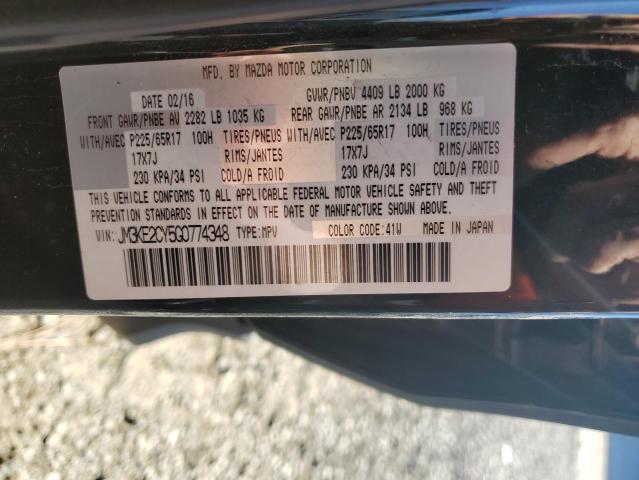 MFD. BY MAZDA MOTOR CORPORATION
DATE 02/16 GVWR/PNBV 4409 LB 2000 KG
FRONT GAWR/PNBE AV 2282 LB 1035 KG REAR GAWR/PNBE AR 2134 LB 968 KG
WITH/AVEC P225/65R17 100H TIRES/PNEUS WITH/AVEC P225/65R17 100H TIRES/PNEUS
17X7J RIMS/JANTES 17X7J RIMS/JANTES
230 KPA/34 PSI COLD/A FROID 230 KPA/34 PSI COLD/A FROID
THIS VEHICLE CONFORMS TO ALL APPLICABLE FEDERAL MOTOR VEHICLE SAFETY AND THEFT
PREVENTION STANDARDS IN EFFECT ON THE DATE OF MANUFACTURE SHOWN ABOVE.
VIN: JM3KE2CY5G0774348 TYPE:MPV COLOR CODE:41W MADE IN JAPAN